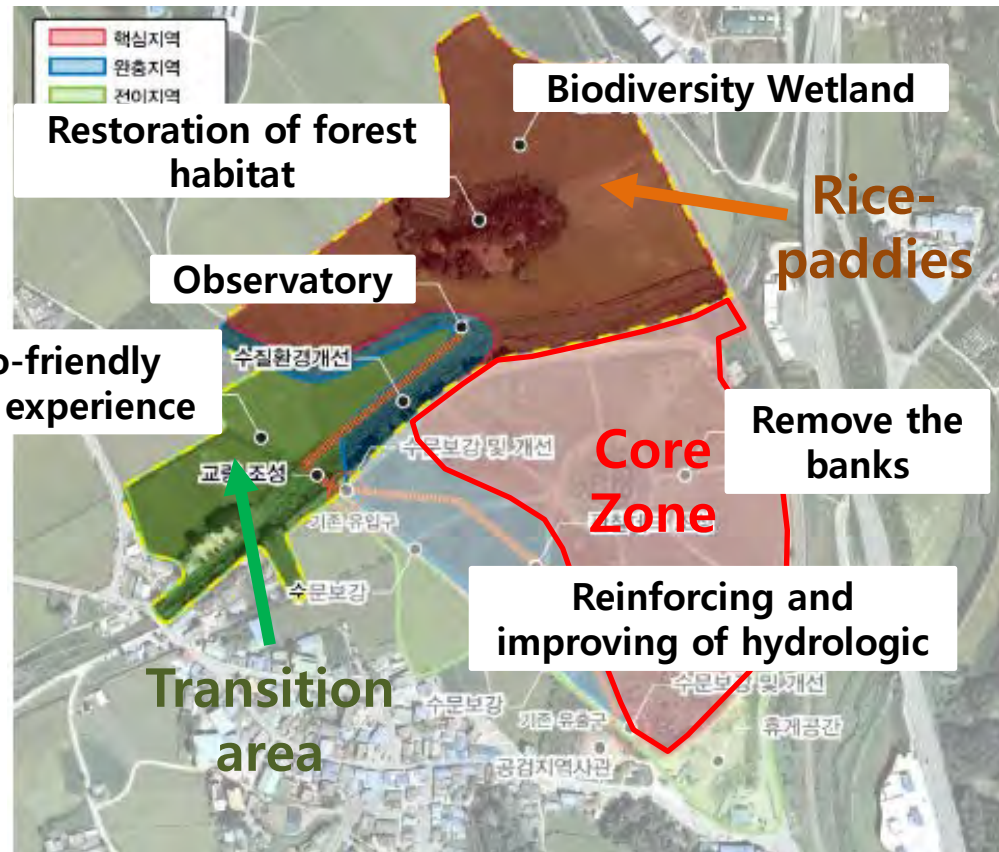 핵심지역
완충지역
전이지역
Biodiversity Wetland
Restoration of forest
habitat
Rice-
paddies
Observatory
수질환경개선
o-friendly
experience
Remove the
banks
Core
Zone
수문보강 및 개선
기존 유입구
수문보강
Reinforcing and
improving of hydrologic
Transition
area
수문보강 및 개선
수문보강
기존 유출구
휴게공간
공검지역사관